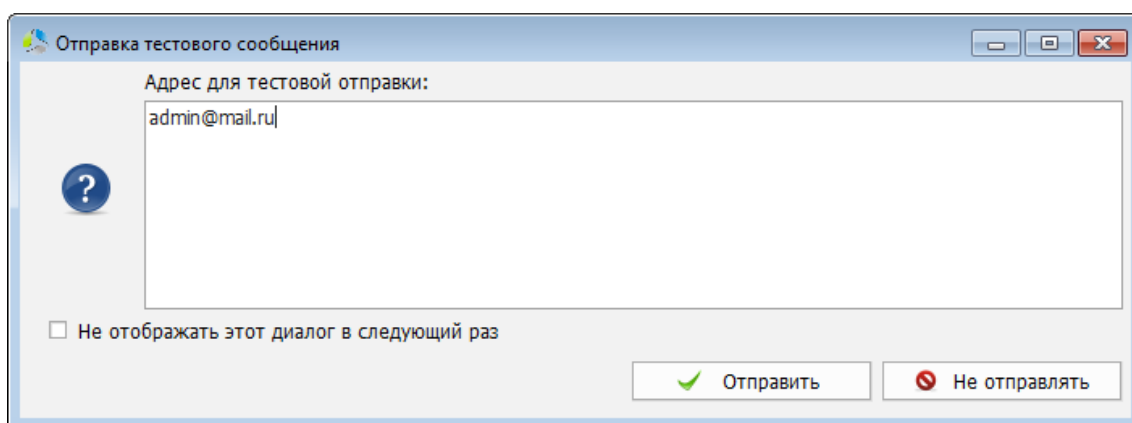 Отправка тестового сообщения
Адрес для тестовой отправки:
admin@mail.ru
Не отображать этот диалог в следующий раз
Отправить
Не отправлять